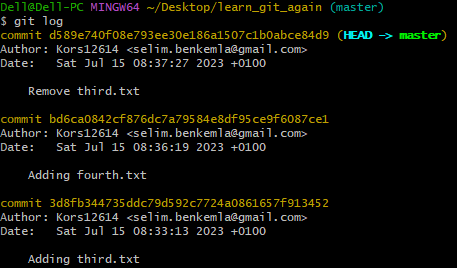 Dell@Dell-PC MINGW64 ~/Desktop/learn_git_again (master)
$ git log
commit d589e740f08e793ee30e186a1507c1b0abce84d9 (HEAD -> master)
Author: Kors12614 <selim.benkemla@gmail.com>
Date:   Sat Jul 15 08:37:27 2023 +0100
    Remove third.txt
commit bd6ca0842cf876dc7a79584e8df95ce9f6087ce1
Author: Kors12614 <selim.benkemla@gmail.com>
Date:   Sat Jul 15 08:36:19 2023 +0100
    Adding fourth.txt
commit 3d8fb344735ddc79d592c7724a0861657f913452
Author: Kors12614 <selim.benkemla@gmail.com>
Date:   Sat Jul 15 08:33:13 2023 +0100
    Adding third.txt